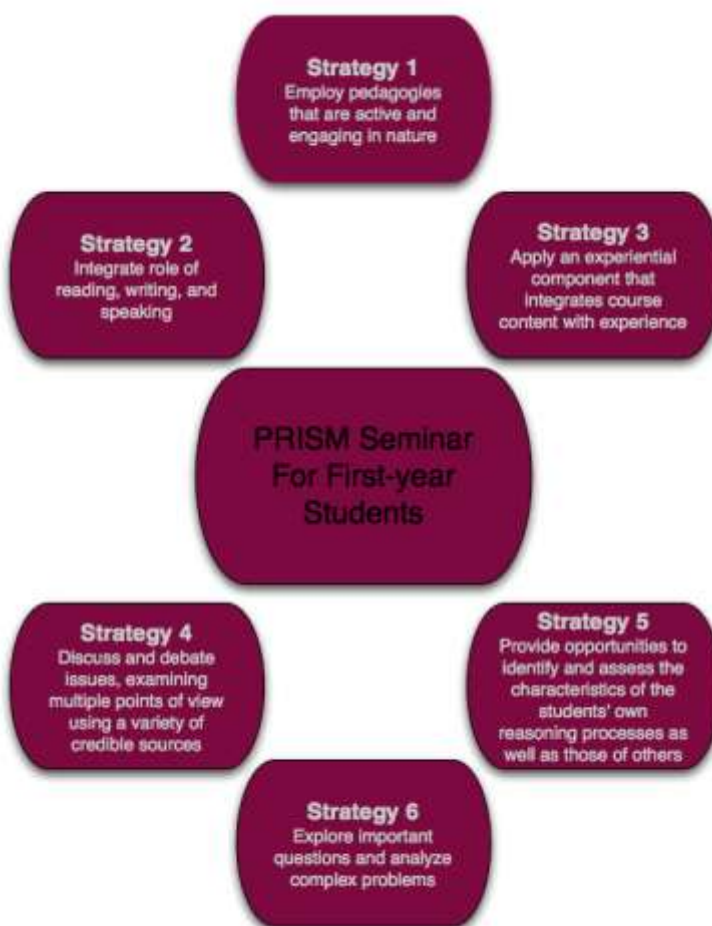 Strategy 1
Employ pedagogies
that are active and
engaging in nature
Strategy 2
Integrate role of
reading, writing, and
speaking
Strategy 3
Apply an experiential
component that
integrates course
content with experience
PRISM Seminar
For First-year
Students
Strategy 4
Discuss and debate
issues, examining
multiple points of view
using a variety of
credible sources
Strategy 5
Provide opportunities to
identify and assess the
characteristics of the
students' own
reasoning processes as
well as those of others
Strategy 6
Explore important
questions and analyze
complex problems